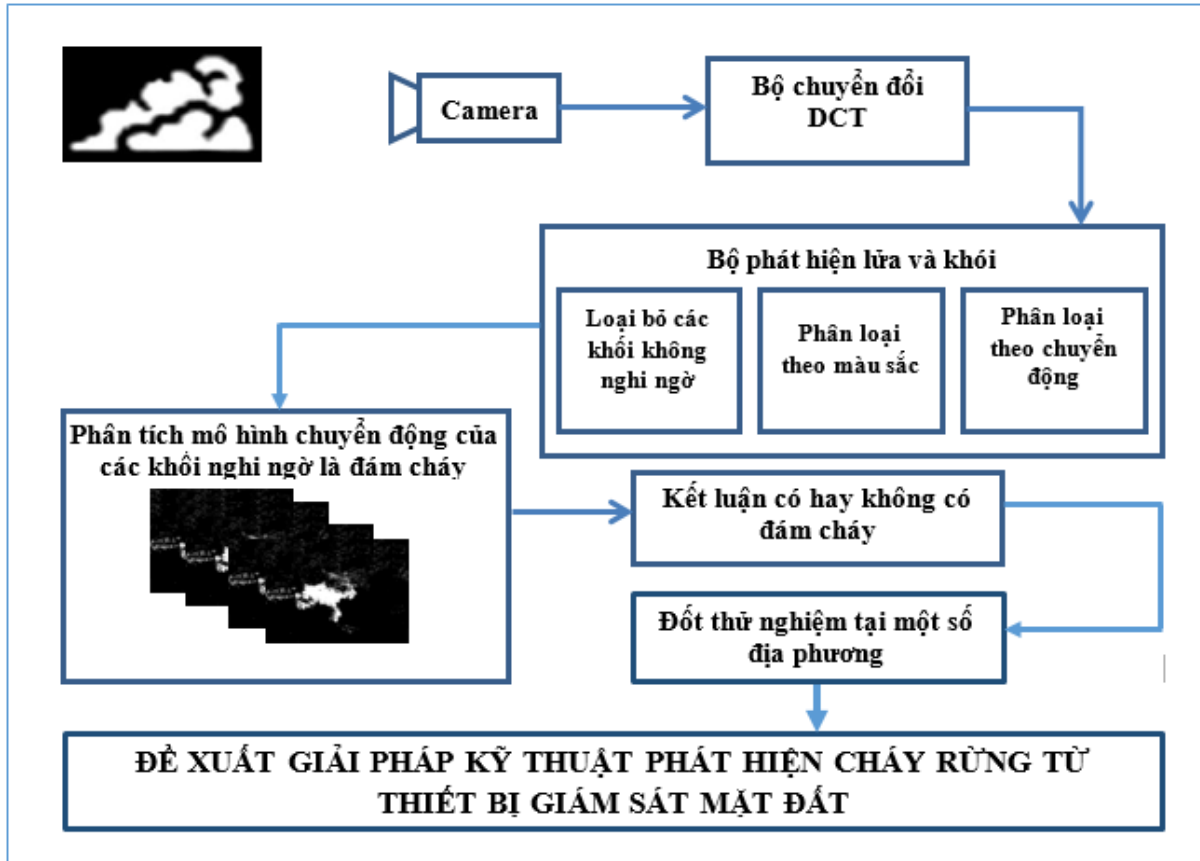 Camera
Bộ chuyển đổi
DCT
Bộ phát hiện lửa và khói
Loại bỏ các
khối không
nghi ngờ
Phân loại
theo màu sắc
Phân loại
theo chuyển
động
Phân tích mô hình chuyển động của
các khối nghi ngờ là đám cháy
Kết luận có hay không có
đám cháy
Đốt thử nghiệm tại một số
địa phương
ĐỀ XUẤT GIẢI PHÁP KỸ THUẬT PHÁT HIỆN CHÁY RỪNG TỪ
THIẾT BỊ GIÁM SÁT MẶT ĐẤT